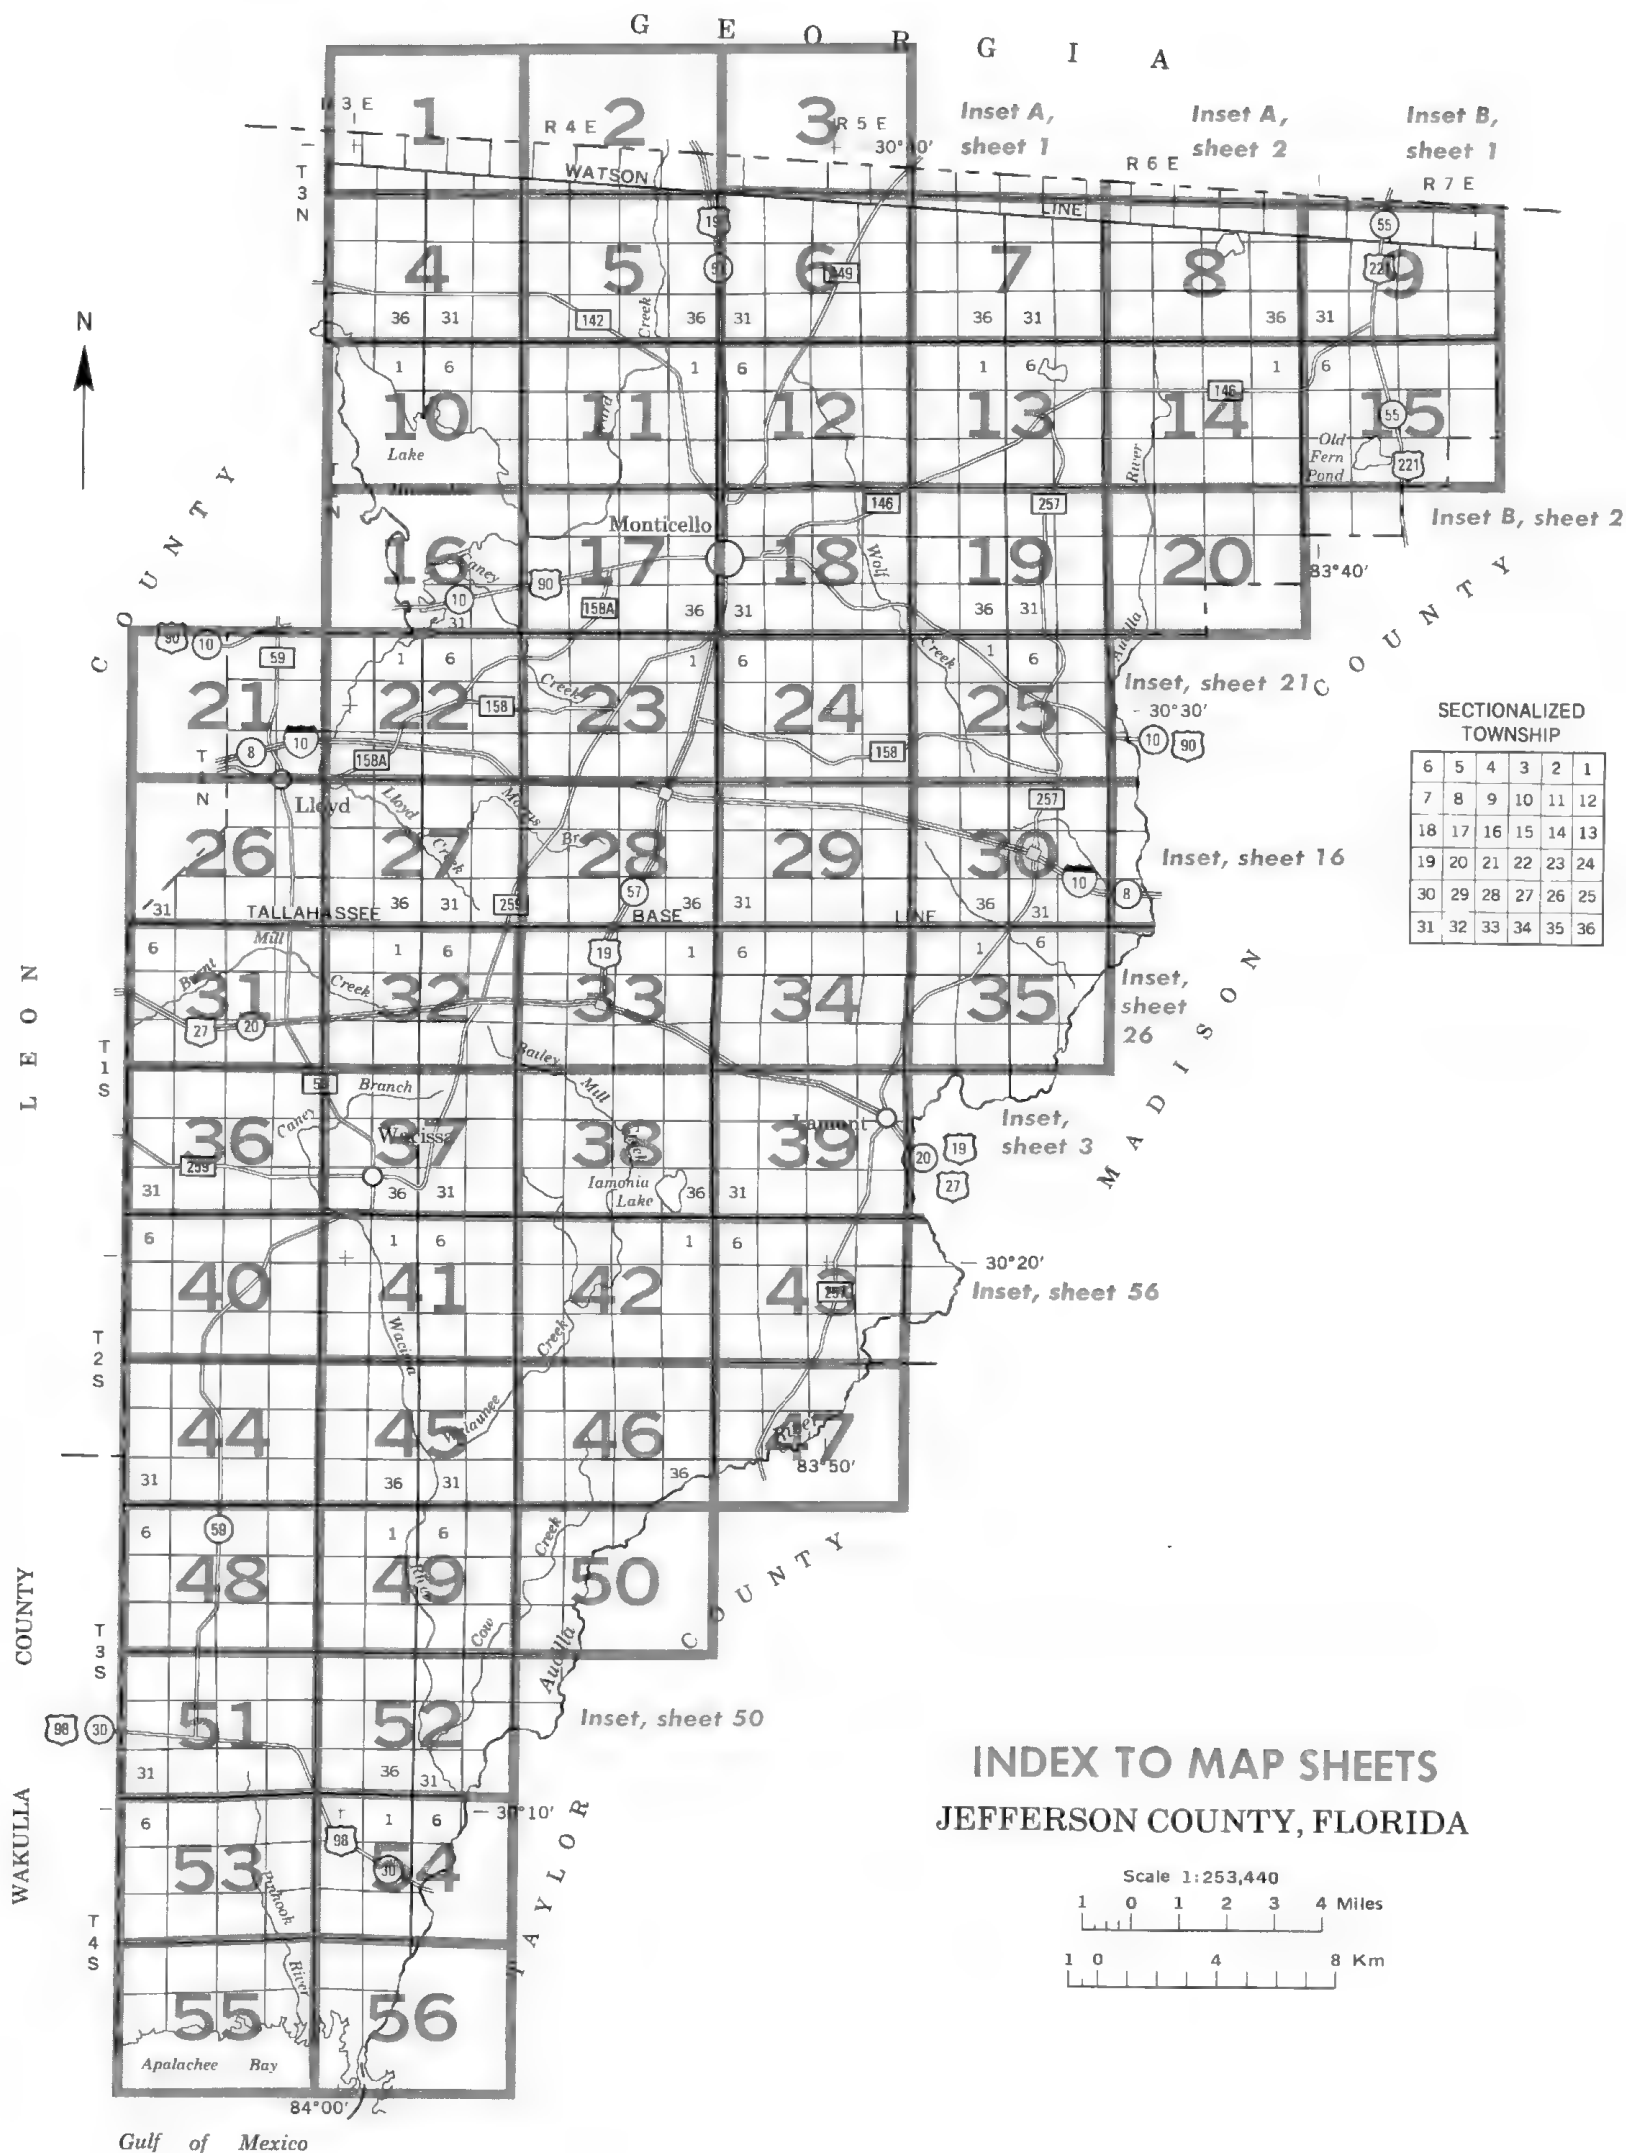 G E O R G I A
R 3 E
1
R 4 E
2
3
R 5 E
30°40'
Inset A, sheet 1
Inset A, sheet 2
Inset B, sheet 1
R 6 E
R 7 E
T 3 N
WATSON
LINE
19
57
55
221
4
5
6
149
7
8
9
142
Creek
36 31
36 31
36 31
36 31
N
1 6
1 6
1 6
1 6
10
11
12
13
14
146
15
55
Lake
Old Fern Pond
221
River
146
257
Monticello
Inset B, sheet 2
16
17
18
19
20
83°40'
Caney
90
10
158A
Wolf
31
36 31
36 31
COUNTY
COUNTY
90
10
59
1 6
1 6
1 6
Creek
Aucilla
Inset, sheet 21
30°30'
21
22
23
24
25
158
Creek
158
10 90
8
10
158A
SECTIONALIZED
TOWNSHIP
6 5 4 3 2 1
7 8 9 10 11 12
18 17 16 15 14 13
19 20 21 22 23 24
30 29 28 27 26 25
31 32 33 34 35 36
T 1 N
Lloyd
Lloyd
Creek
Br
257
26
27
28
29
30
Inset, sheet 16
10
8
57
31
36 31
259
36 31
36
31
TALLAHASSEE
BASE
LINE
6
Mill
1 6
19
1 6
1
6
LEON
31
Creek
32
33
34
35
Inset,
sheet
26
27
20
T 1 S
59
Branch
Bailey
Mill
Creek
Lamont
Inset,
sheet 3
MADISON
36
Caney
37
Wacissa
38
39
20
19
27
259
Iamonia
Lake
31
36 31
36 31
6
1 6
1 6
30°20'
Inset, sheet 56
40
41
42
43
257
T 2 S
Wacissa
Creek
44
45
46
47
River
83°50'
31
36 31
36
6
59
1 6
Creek
48
49
River
50
COUNTY
COUNTY
T 3 S
Cow
Aucilla
98
30
51
52
Inset, sheet 50
31
36
31
30°10'
6
98
1 6
WAKULLA
53
30
54
Pinhook
River
TAYLOR
T 4 S
55
56
Apalachee Bay
84°00'
Gulf of Mexico
INDEX TO MAP SHEETS
JEFFERSON COUNTY, FLORIDA
Scale 1:253,440
1 0 1 2 3 4 Miles
1 0 4 8 Km